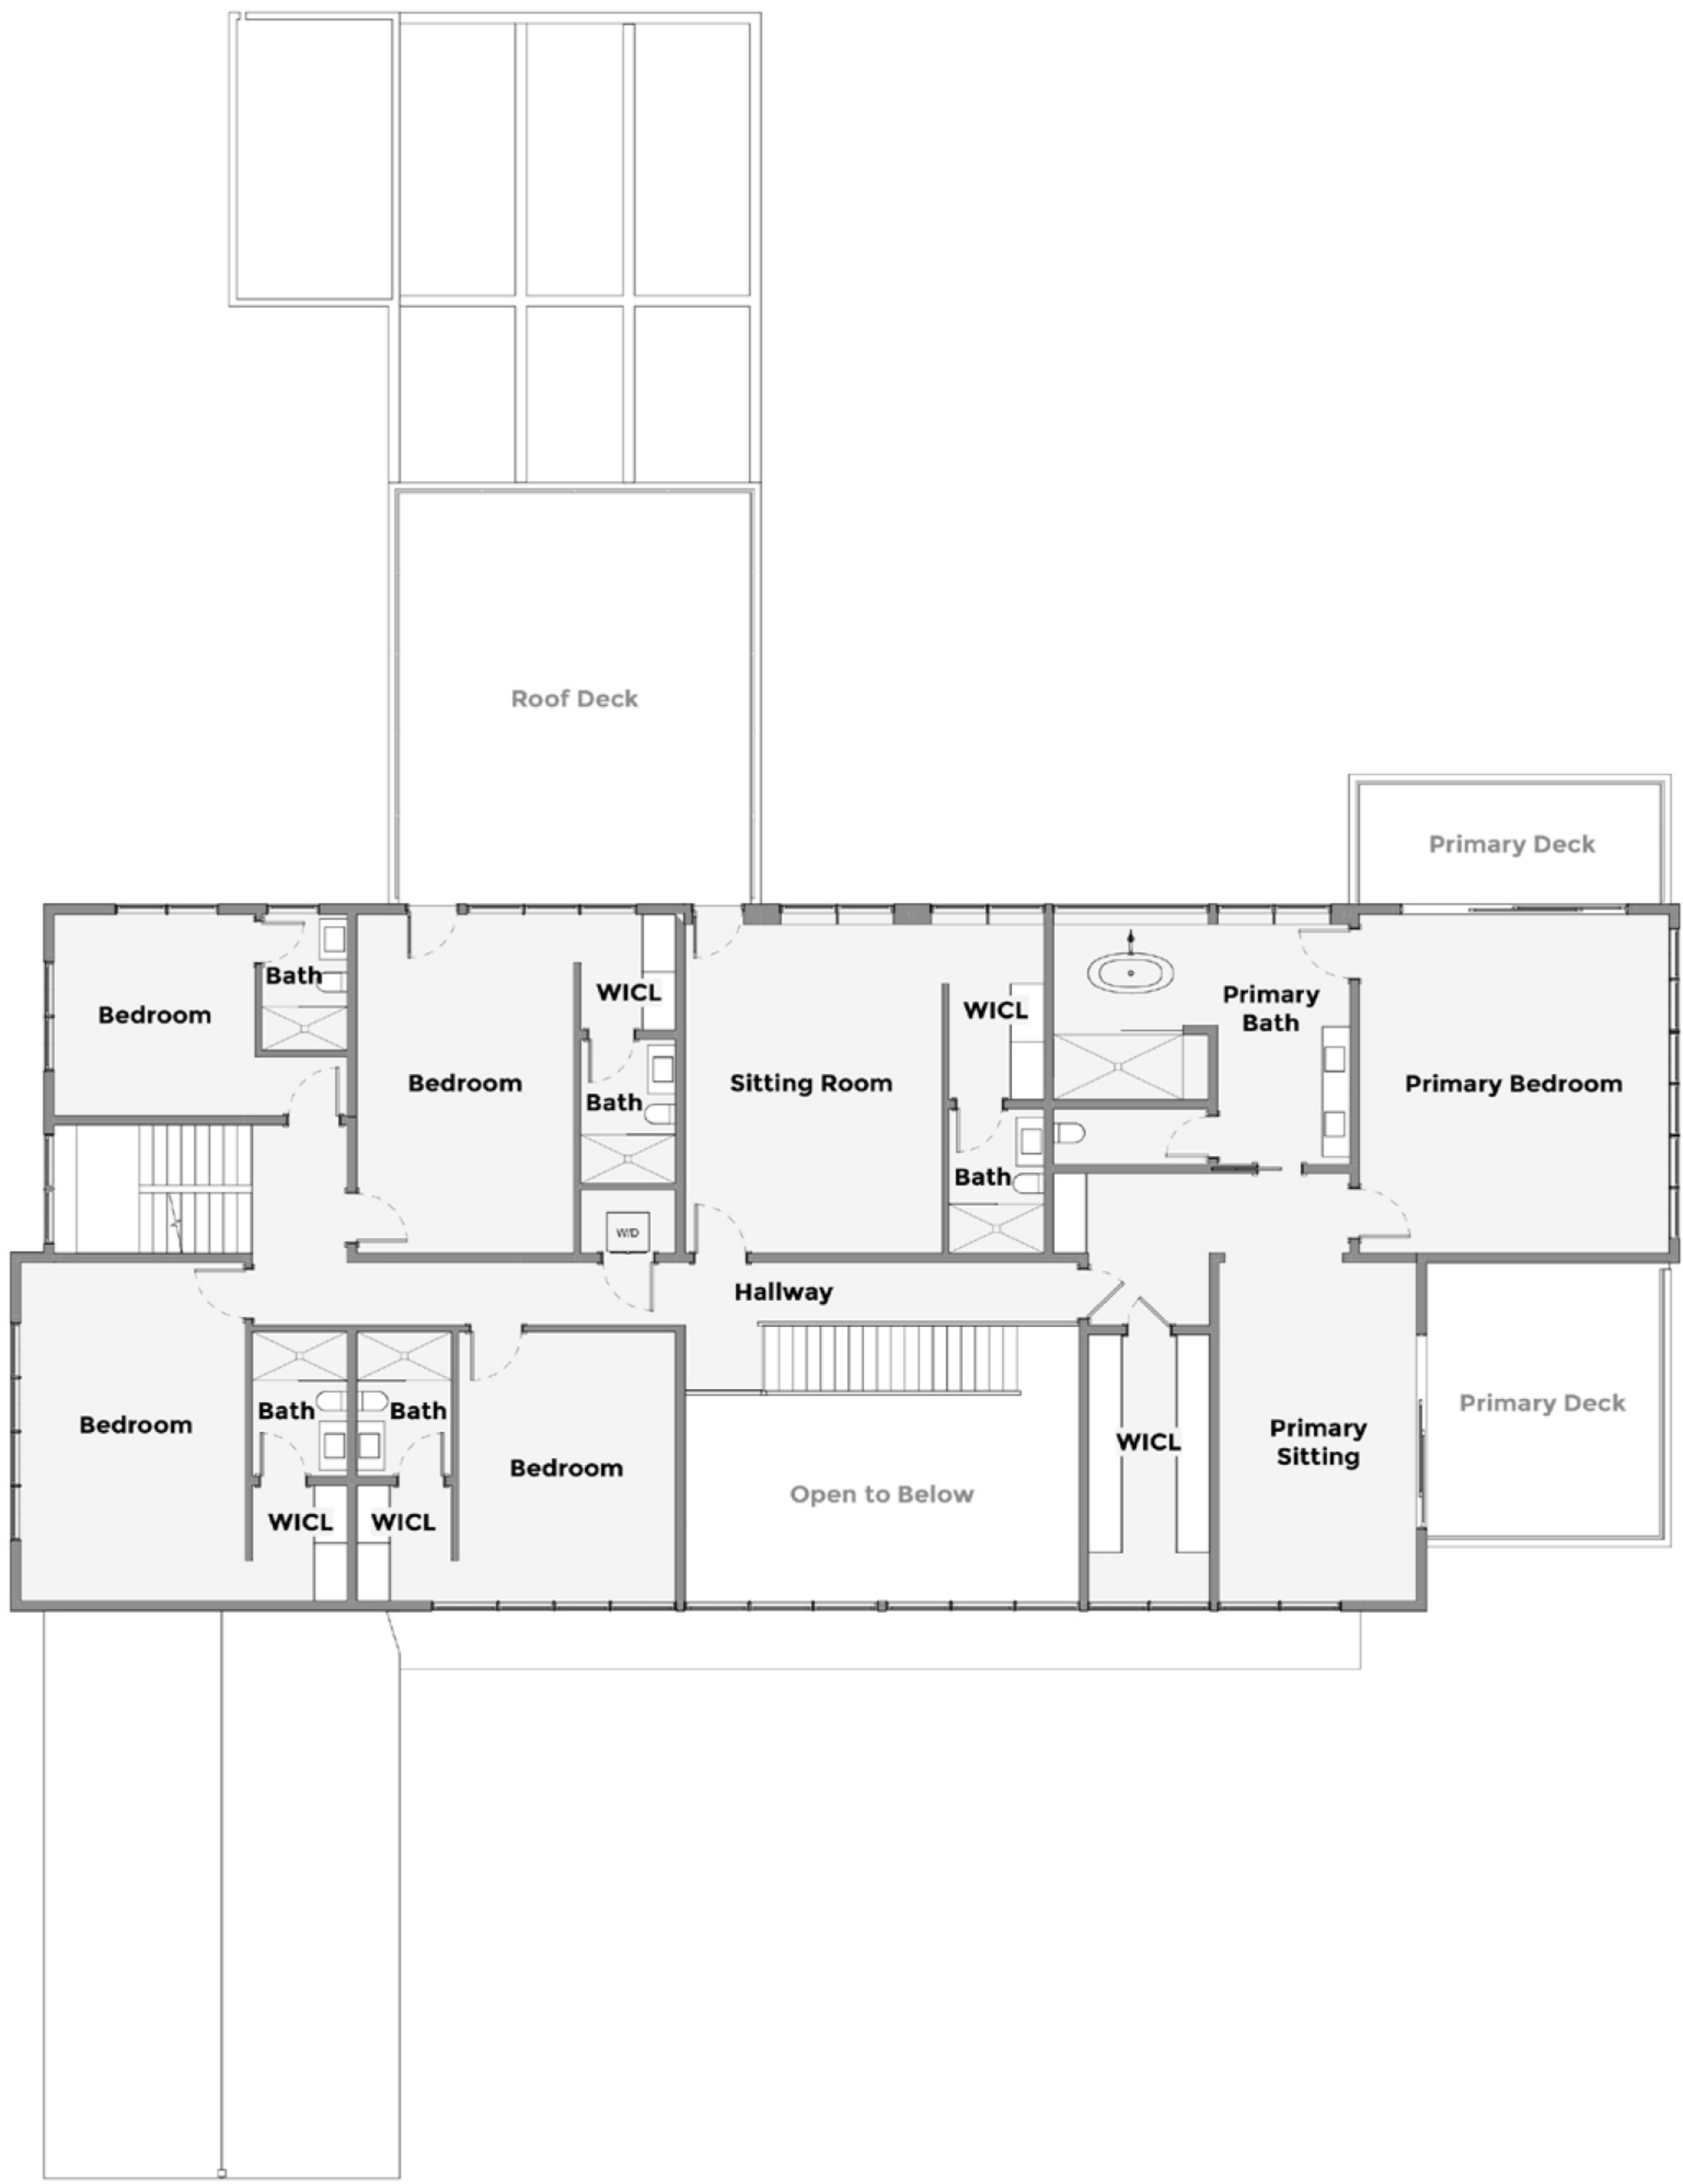 Roof Deck
Primary Deck
Bath
WICL
WICL
Primary
Bath
Bedroom
Bedroom
Sitting Room
Primary Bedroom
Bath
Bath
W/D
Hallway
Primary Deck
Bath
Bath
Bedroom
Primary
Sitting
WICL
Bedroom
Open to Below
WICL
WICL